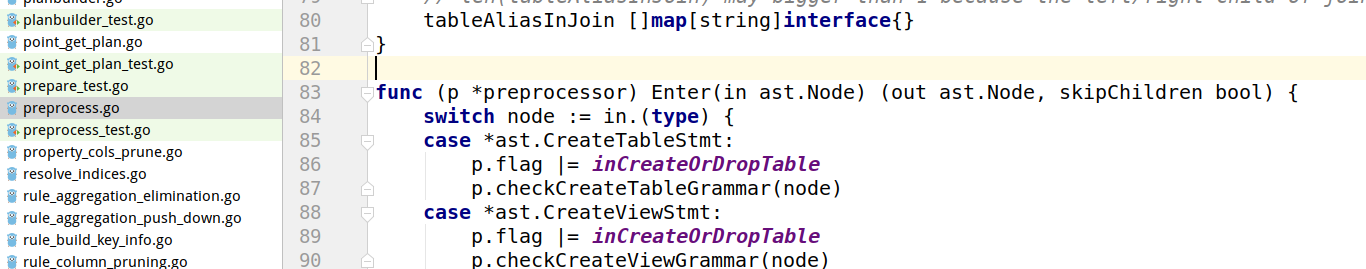 planbuilder.go
planbuilder_test.go
point_get_plan.go
point_get_plan_test.go
prepare_test.go
preprocess.go
preprocess_test.go
property_cols_prune.go
resolve_indices.go
rule_aggregation_elimination.go
rule_aggregation_push_down.go
rule_build_key_info.go
rule_column_pruning.go
79 // len(tableAliasInJoin) may bigger than 1 because the left/right child of join
80 tableAliasInJoin []map[string]interface{}
81 }
82
83 func (p *preprocessor) Enter(in ast.Node) (out ast.Node, skipChildren bool) {
84 switch node := in.(type) {
85 case *ast.CreateTableStmt:
86 p.flag |= inCreateOrDropTable
87 p.checkCreateTableGrammar(node)
88 case *ast.CreateViewStmt:
89 p.flag |= inCreateOrDropTable
90 p.checkCreateViewGrammar(node)